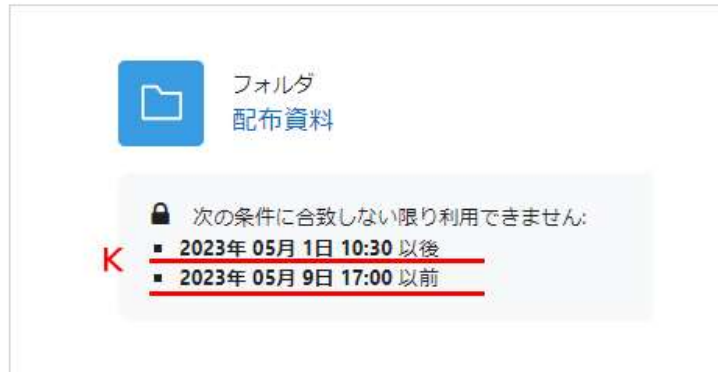 フォルダ
配布資料
次の条件に合致しない限り利用できません:
K
▪ 2023年 05月 1日 10:30 以後
▪ 2023年 05月 9日 17:00 以前